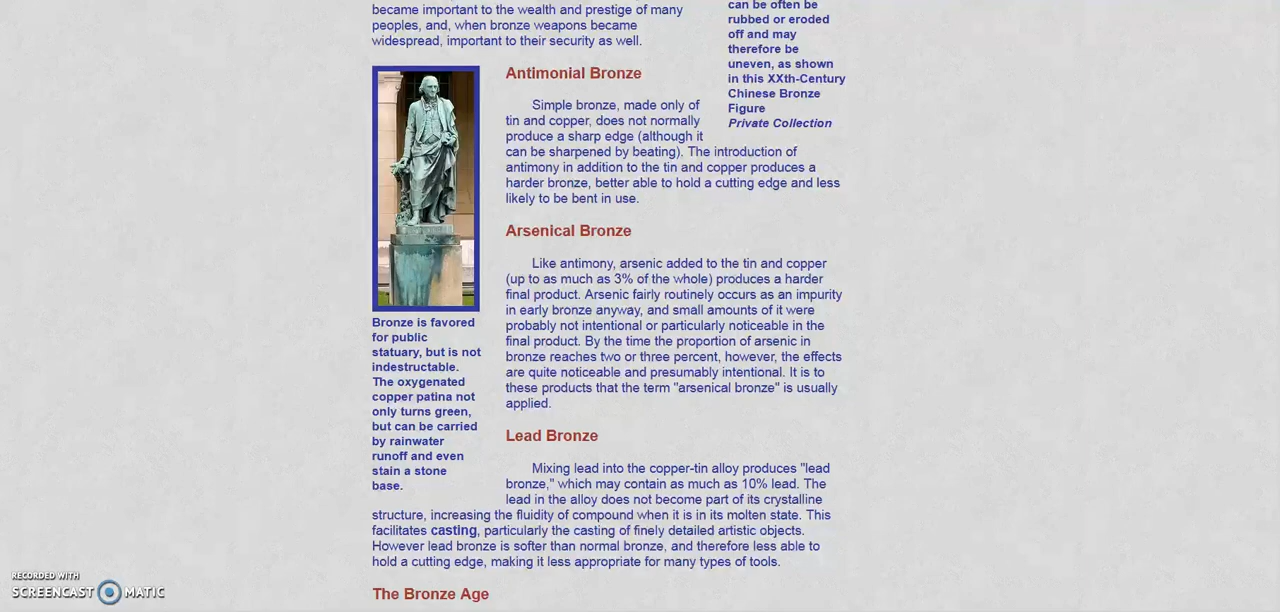 became important to the wealth and prestige of many
peoples, and, when bronze weapons became
widespread, important to their security as well.
can be often be
rubbed or eroded
off and may
therefore be
uneven, as shown
in this XXth-Century
Chinese Bronze
Figure
Private Collection
Antimonial Bronze
Simple bronze, made only of
tin and copper, does not normally
produce a sharp edge (although it
can be sharpened by beating). The introduction of
antimony in addition to the tin and copper produces a
harder bronze, better able to hold a cutting edge and less
likely to be bent in use.
Arsenical Bronze
Like antimony, arsenic added to the tin and copper
(up to as much as 3% of the whole) produces a harder
final product. Arsenic fairly routinely occurs as an impurity
in early bronze anyway, and small amounts of it were
probably not intentional or particularly noticeable in the
final product. By the time the proportion of arsenic in
bronze reaches two or three percent, however, the effects
are quite noticeable and presumably intentional. It is to
these products that the term "arsenical bronze" is usually
applied.
Bronze is favored
for public
statuary, but is not
indestructable.
The oxygenated
copper patina not
only turns green,
but can be carried
by rainwater
runoff and even
stain a stone
base.
Lead Bronze
Mixing lead into the copper-tin alloy produces "lead
bronze," which may contain as much as 10% lead. The
lead in the alloy does not become part of its crystalline
structure, increasing the fluidity of compound when it is in its molten state. This
facilitates casting, particularly the casting of finely detailed artistic objects.
However lead bronze is softer than normal bronze, and therefore less able to
hold a cutting edge, making it less appropriate for many types of tools.
The Bronze Age
RECORDED WITH
SCREENCAST MATIC